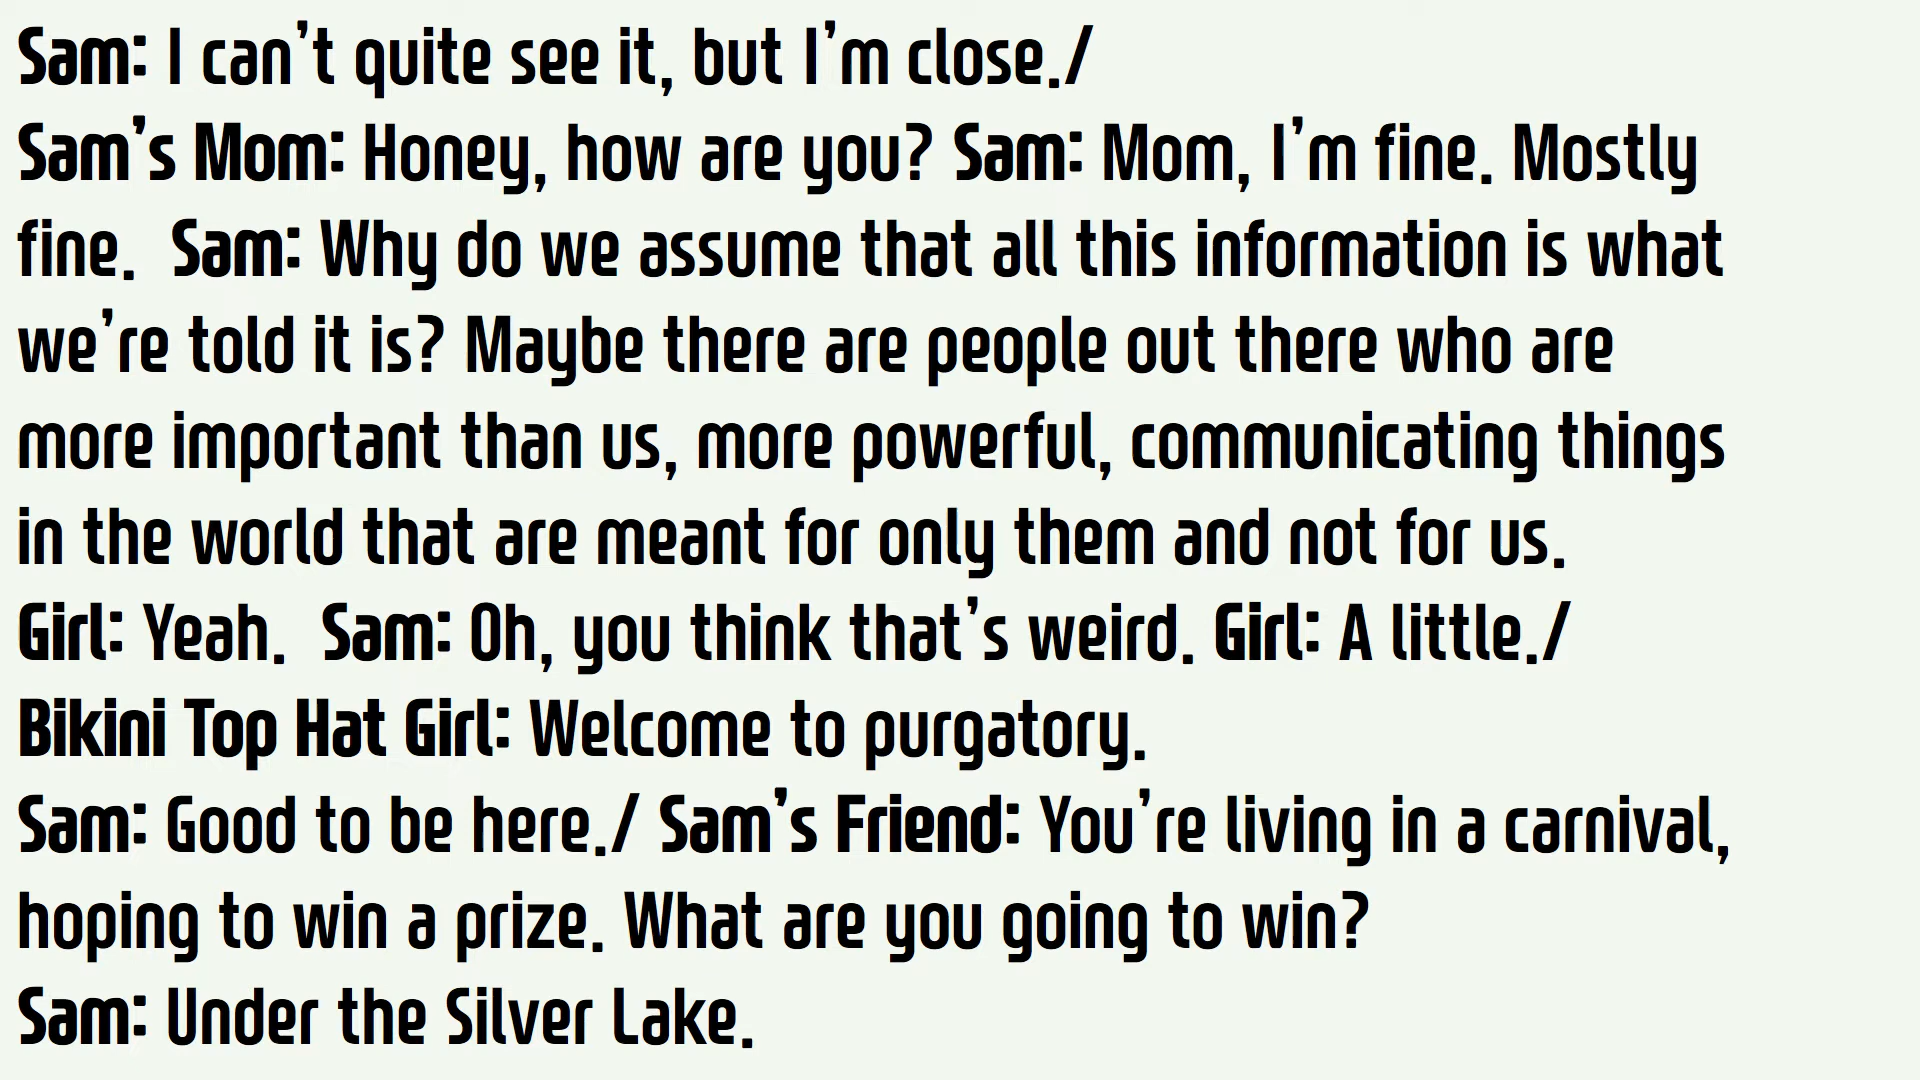 Sam: I can’t quite see it, but I’m close./
Sam’s Mom: Honey, how are you? Sam: Mom, I’m fine. Mostly
fine.  Sam: Why do we assume that all this information is what
we’re told it is? Maybe there are people out there who are
more important than us, more powerful, communicating things
in the world that are meant for only them and not for us.
Girl: Yeah.  Sam: Oh, you think that’s weird. Girl: A little./
Bikini Top Hat Girl: Welcome to purgatory.
Sam: Good to be here./ Sam’s Friend: You’re living in a carnival,
hoping to win a prize. What are you going to win?
Sam: Under the Silver Lake.